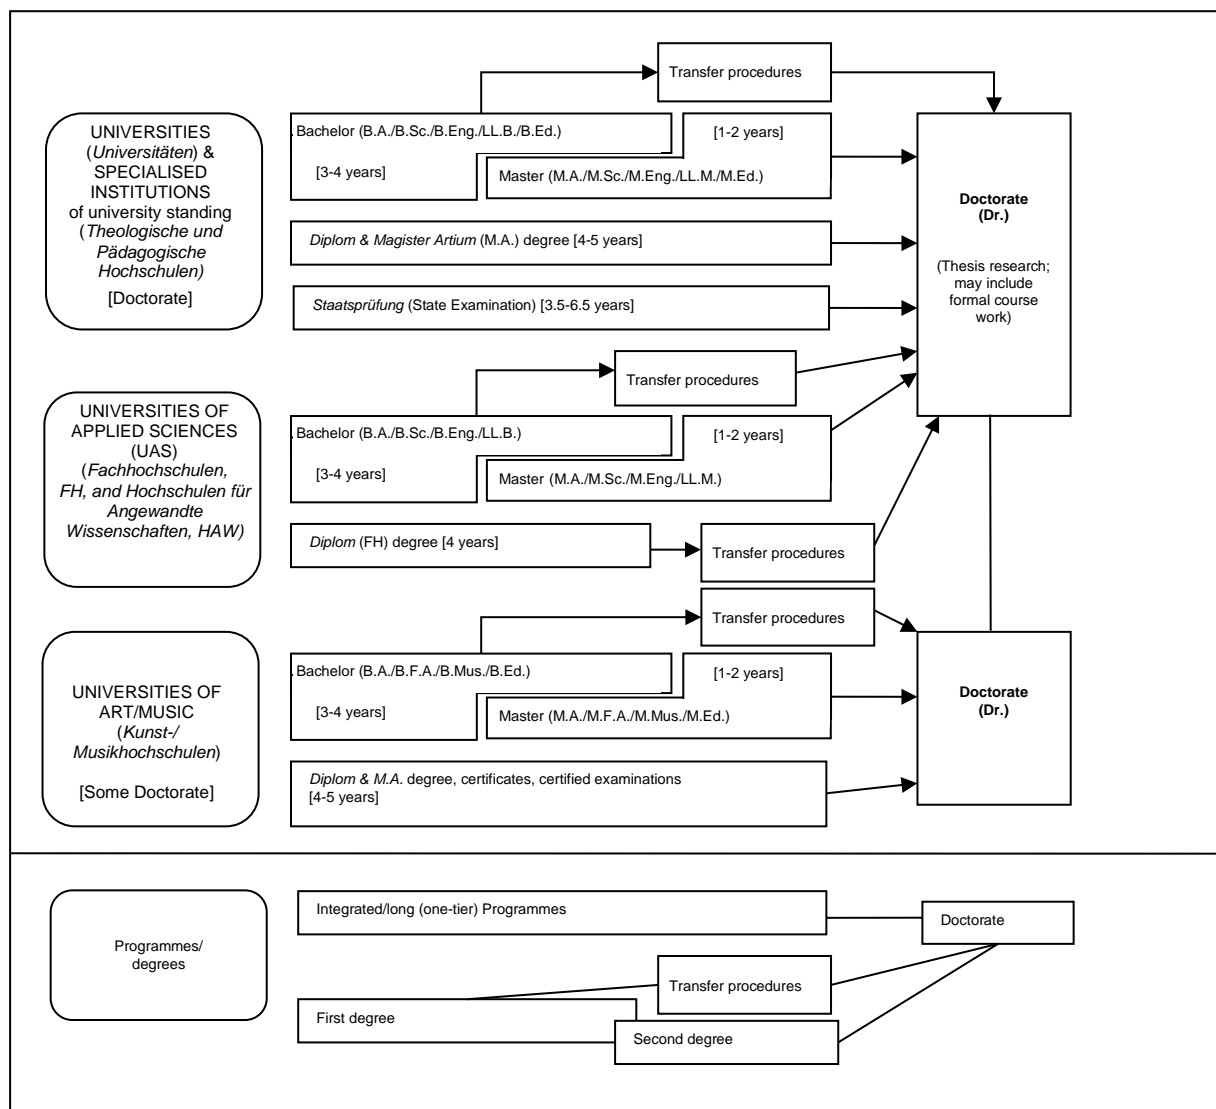 Transfer procedures
UNIVERSITIES
(Universitäten) &
SPECIALISED
INSTITUTIONS
of university standing
(Theologische und
Pädagogische
Hochschulen)
[Doctorate]
. Bachelor (B.A./B.Sc./B.Eng./LL.B./B.Ed.)
[3-4 years]
[1-2 years]
Master (M.A./M.Sc./M.Eng./LL.M./M.Ed.)
Diplom & Magister Artium (M.A.) degree [4-5 years]
Staatsprüfung (State Examination) [3.5-6.5 years]
Doctorate
(Dr.)
(Thesis research;
may include
formal course
work)
Transfer procedures
UNIVERSITIES OF
APPLIED SCIENCES
(UAS)
(Fachhochschulen,
FH, and Hochschulen für
Angewandte
Wissenschaften, HAW)
. Bachelor (B.A./B.Sc./B.Eng./LL.B.)
[3-4 years]
[1-2 years]
Master (M.A./M.Sc./M.Eng./LL.M.)
Diplom (FH) degree [4 years]
Transfer procedures
Transfer procedures
UNIVERSITIES OF
ART/MUSIC
(Kunst-/
Musikhochschulen)
[Some Doctorate]
. Bachelor (B.A./B.F.A./B.Mus./B.Ed.)
[3-4 years]
[1-2 years]
Master (M.A./M.F.A./M.Mus./M.Ed.)
Diplom & M.A. degree, certificates, certified examinations
[4-5 years]
Doctorate
(Dr.)
Programmes/
degrees
Integrated/long (one-tier) Programmes
Doctorate
Transfer procedures
First degree
Second degree